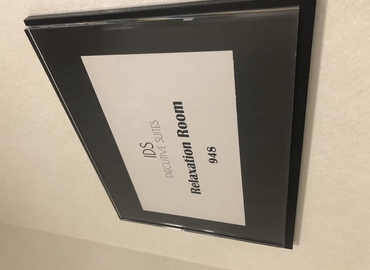 IDS
EXECUTIVE SUITES
Relaxation Room
948